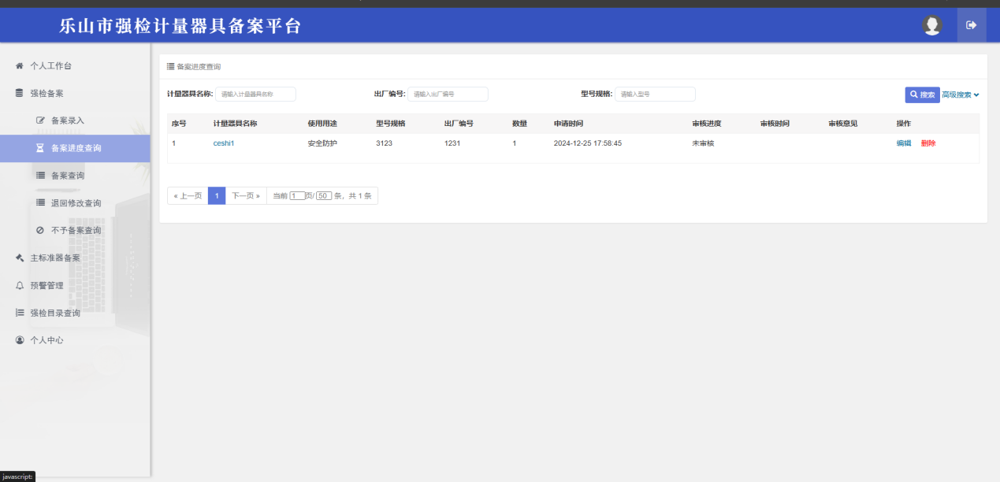 乐山市强检计量器具备案平台
个人工作台
强检备案
备案录入
备案进度查询
备案查询
退回修改查询
不予备案查询
主标准器备案
预警管理
强检目录查询
个人中心
备案进度查询
计量器具名称: 请输入计量器具名称 出厂编号: 请输入出厂编号 型号规格: 请输入型号 搜索 高级搜索
序号 计量器具名称 使用用途 型号规格 出厂编号 数量 申请时间 审核进度 审核时间 审核意见 操作
1 ceshi1 安全防护 3123 1231 1 2024-12-25 17:58:45 未审核 编辑 删除
« 上一页 1 下一页 » 当前 1 页/ 50 条，共 1 条
javascript: